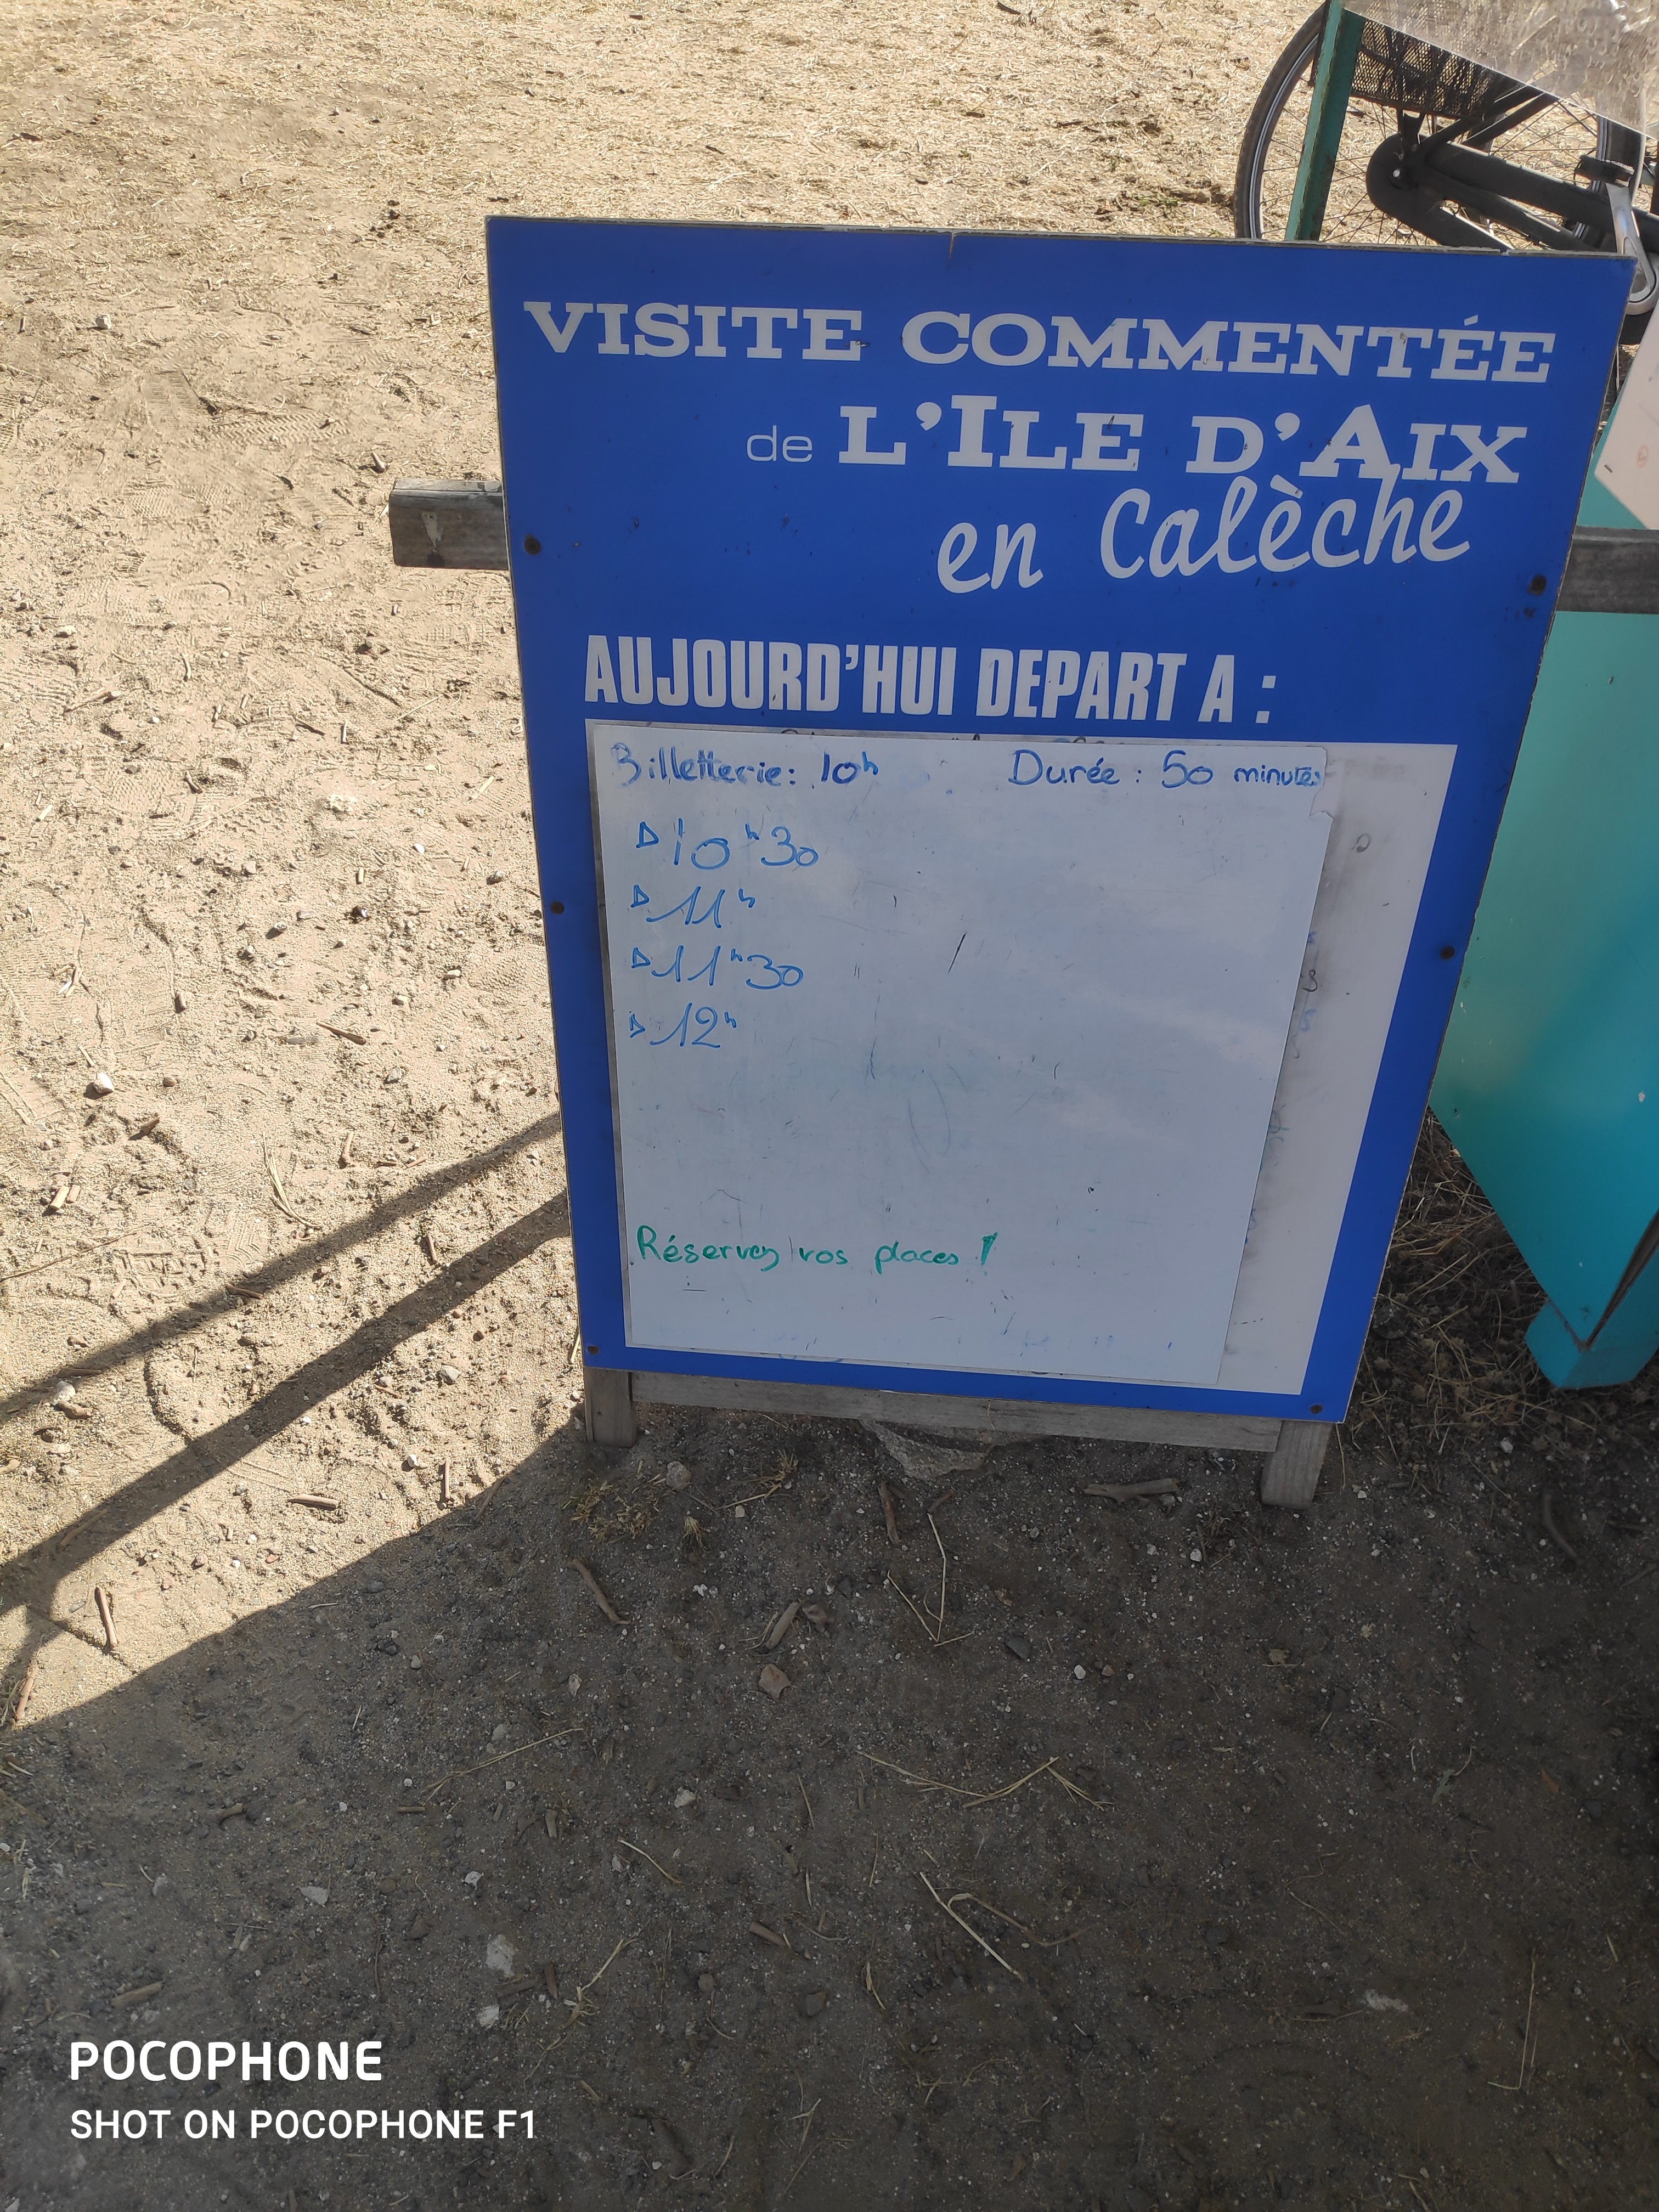 VISITE COMMENTÉE
de L'ILE D'AIX
en Calèche
AUJOURD'HUI DEPART A :
Billetterie: 10h Durée : 50 minutes
10h30
11h
11h30
12h
Réservez vos places !
POCOPHONE
SHOT ON POCOPHONE F1